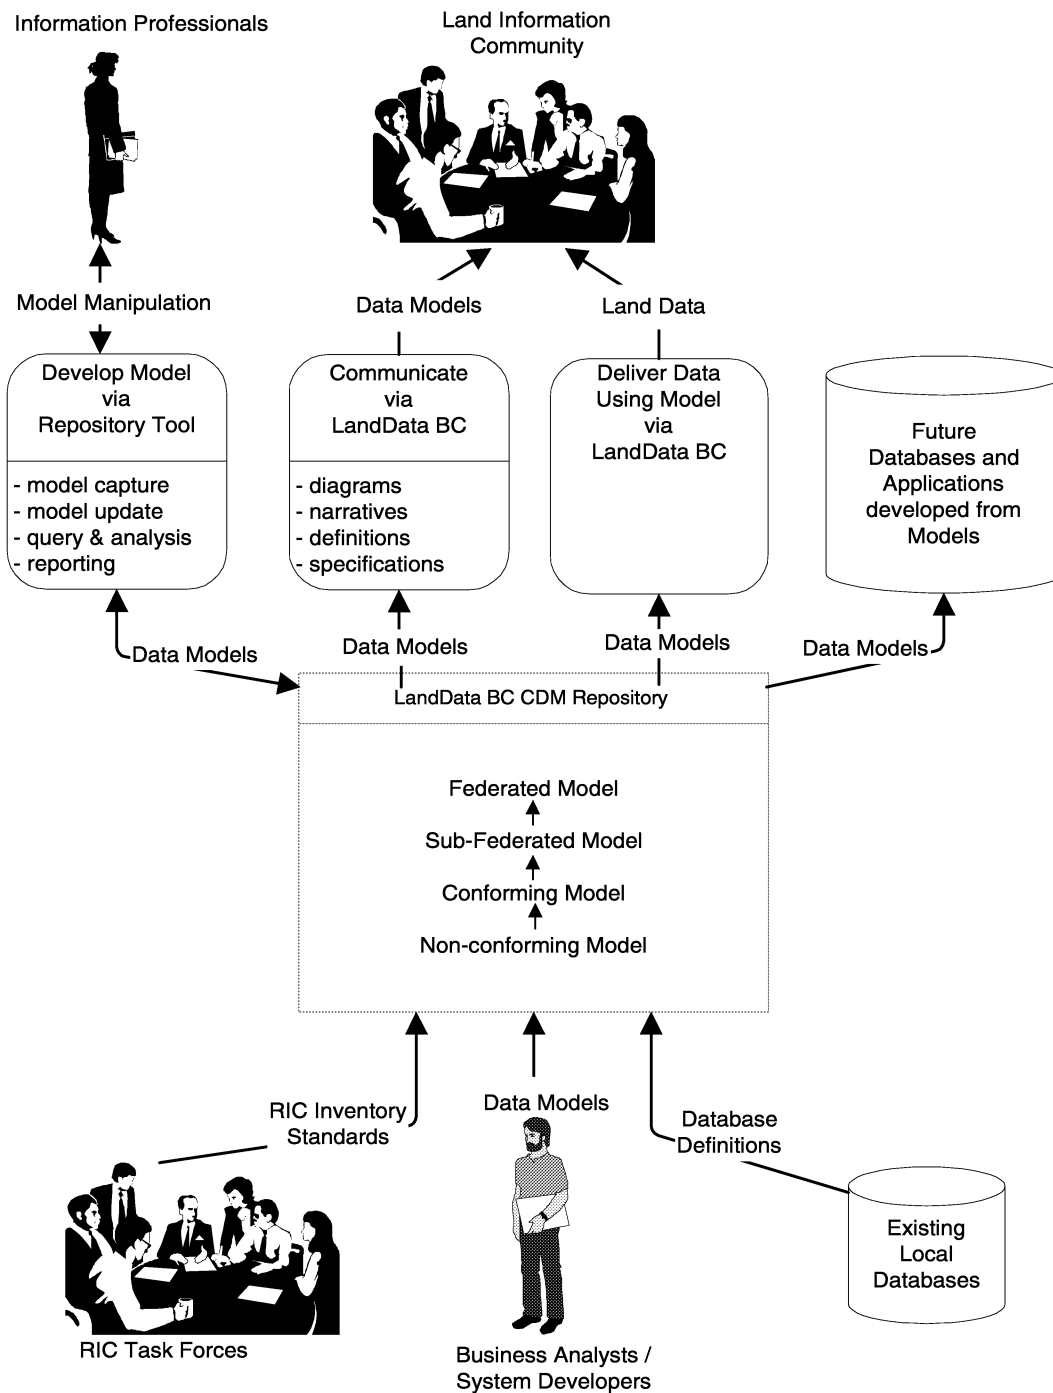 Information Professionals
Land Information
Community
Model Manipulation
Data Models
Land Data
Develop Model
via
Repository Tool
- model capture
- model update
- query & analysis
- reporting
Communicate
via
LandData BC
- diagrams
- narratives
- definitions
- specifications
Deliver Data
Using Model
via
LandData BC
Future
Databases and
Applications
developed from
Models
Data Models
Data Models
Data Models
Data Models
LandData BC CDM Repository
Federated Model
Sub-Federated Model
Conforming Model
Non-conforming Model
RIC Inventory
Standards
Data Models
Database
Definitions
Existing
Local
Databases
RIC Task Forces
Business Analysts /
System Developers